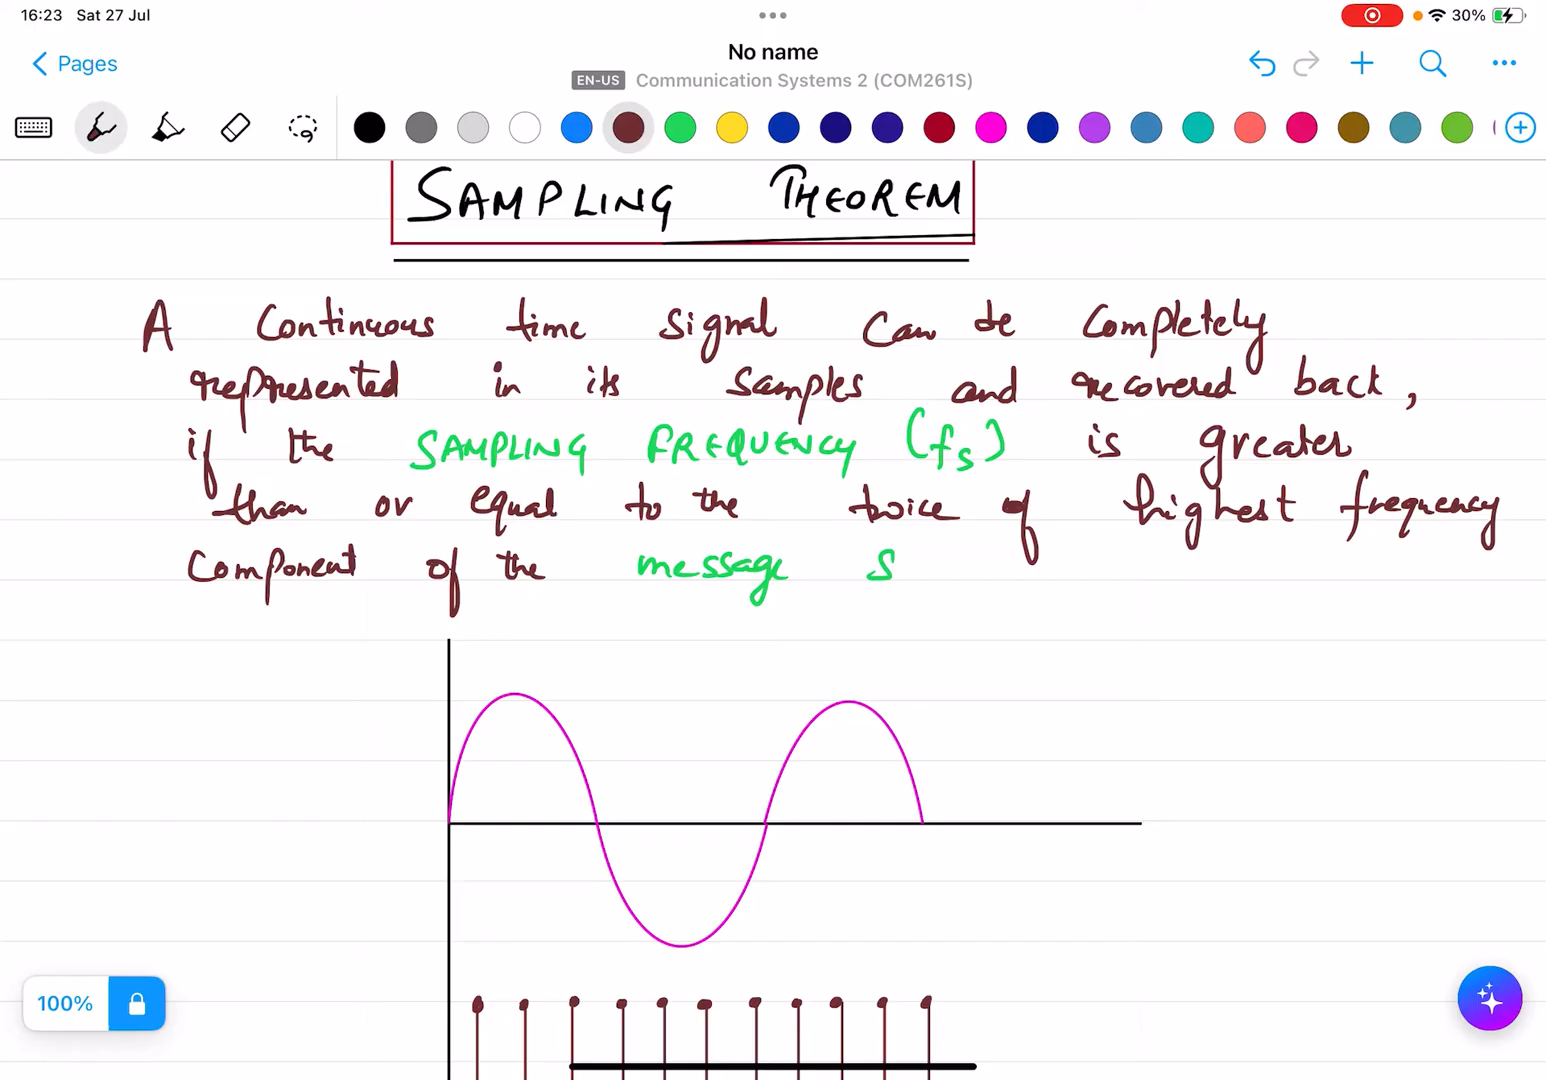 16:23 Sat 27 Jul
30%
Pages
No name
EN-US Communication Systems 2 (COM261S)
SAMPLING THEOREM
A continuous time signal can be completely
represented in its samples and recovered back,
if the SAMPLING FREQUENCY (fs) is greater
than or equal to the twice of highest frequency
component of the message S
100%